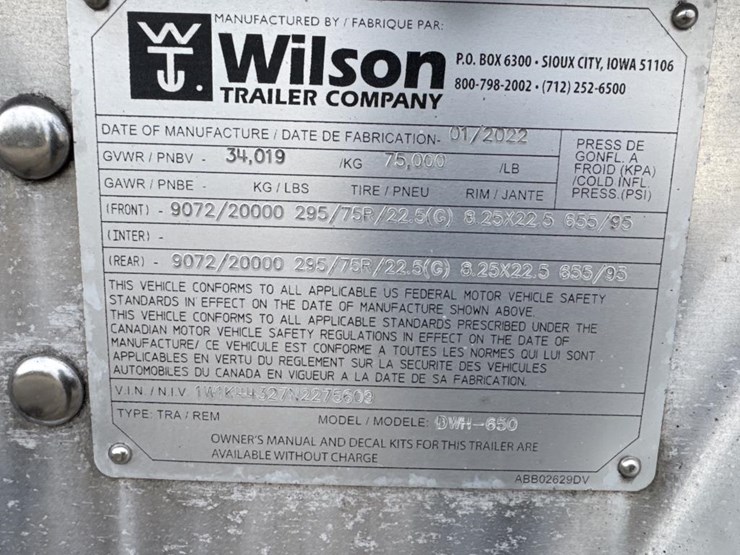 MANUFACTURED BY / FABRIQUE PAR:
Wilson
TRAILER COMPANY
P.O. BOX 6300 · SIOUX CITY, IOWA 51106
800-798-2002 · (712) 252-6500
DATE OF MANUFACTURE / DATE DE FABRICATION- 01/2022
GVWR / PNBV - 34,019 /KG 75,000 /LB
PRESS DE
GONFL. A
FROID (KPA)
/COLD INFL.
PRESS.(PSI)
GAWR / PNBE - KG / LBS TIRE / PNEU RIM / JANTE
(FRONT) - 9072/20000 295/75R/22.5(G) 8.25X22.5 655/95
(INTER) -
(REAR) - 9072/20000 295/75R/22.5(G) 8.25X22.5 655/95
THIS VEHICLE CONFORMS TO ALL APPLICABLE US FEDERAL MOTOR VEHICLE SAFETY
STANDARDS IN EFFECT ON THE DATE OF MANUFACTURE SHOWN ABOVE.
THIS VEHICLE CONFORMS TO ALL APPLICABLE STANDARDS PRESCRIBED UNDER THE
CANADIAN MOTOR VEHICLE SAFETY REGULATIONS IN EFFECT ON THE DATE OF
MANUFACTURE/ CE VEHICULE EST CONFORME A TOUTES LES NORMES QUI LUI SONT
APPLICABLES EN VERTU DU REGLEMENT SUR LA SECURITE DES VEHICULES
AUTOMOBILES DU CANADA EN VIGUEUR A LA DATE DE SA FABRICATION.
V.I.N. / N.I.V.
TYPE: TRA / REM MODEL / MODELE: DWH-650
OWNER'S MANUAL AND DECAL KITS FOR THIS TRAILER ARE
AVAILABLE WITHOUT CHARGE
ABB02629DV